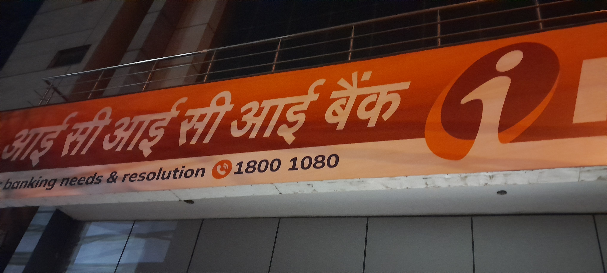 आई सी आई सी आई बैंक
banking needs & resolution 1800 1080